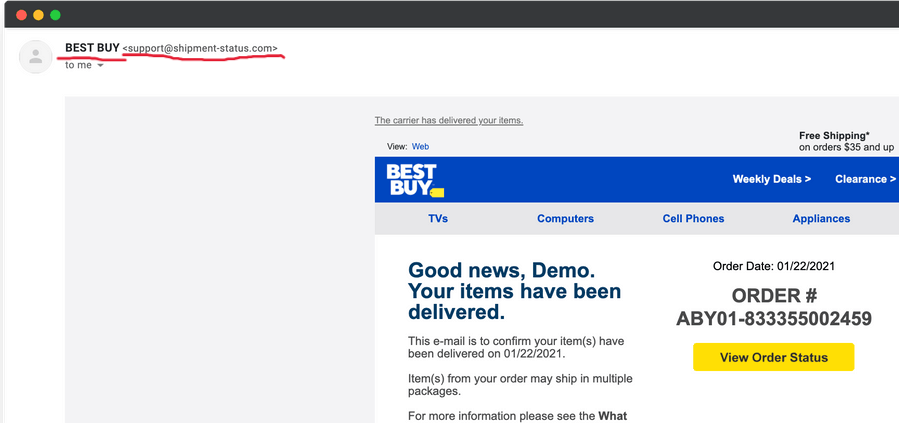 BEST BUY <support@shipment-status.com>
to me
The carrier has delivered your items.
View: Web
Free Shipping*
on orders $35 and up
BEST
BUY
Weekly Deals >
Clearance >
TVs
Computers
Cell Phones
Appliances
Good news, Demo.
Your items have been
delivered.
This e-mail is to confirm your item(s) have
been delivered on 01/22/2021.
Item(s) from your order may ship in multiple
packages.
For more information please see the What
Order Date: 01/22/2021
ORDER #
ABY01-833355002459
View Order Status